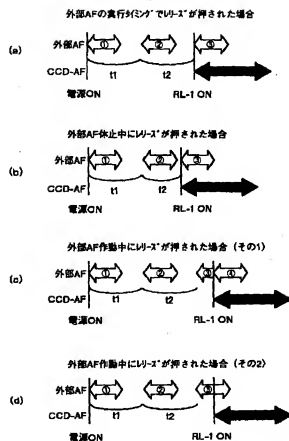 外部AFの実行ﾀｲﾐﾝｸﾞでﾚﾘｰｽﾞが押された場合
(a)
外部AF ① ② ③
CCD-AF t1 t2
電源ON RL-1 ON
外部AF休止中にﾚﾘｰｽﾞが押された場合
(b)
外部AF ① ② ③
CCD-AF t1 t2
電源ON RL-1 ON
外部AF作動中にﾚﾘｰｽﾞが押された場合（その1）
(c)
外部AF ① ② ③ ④
CCD-AF t1 t2
電源ON RL-1 ON
外部AF作動中にﾚﾘｰｽﾞが押された場合（その2）
(d)
外部AF ① ② ③
CCD-AF t1 t2
電源ON RL-1 ON